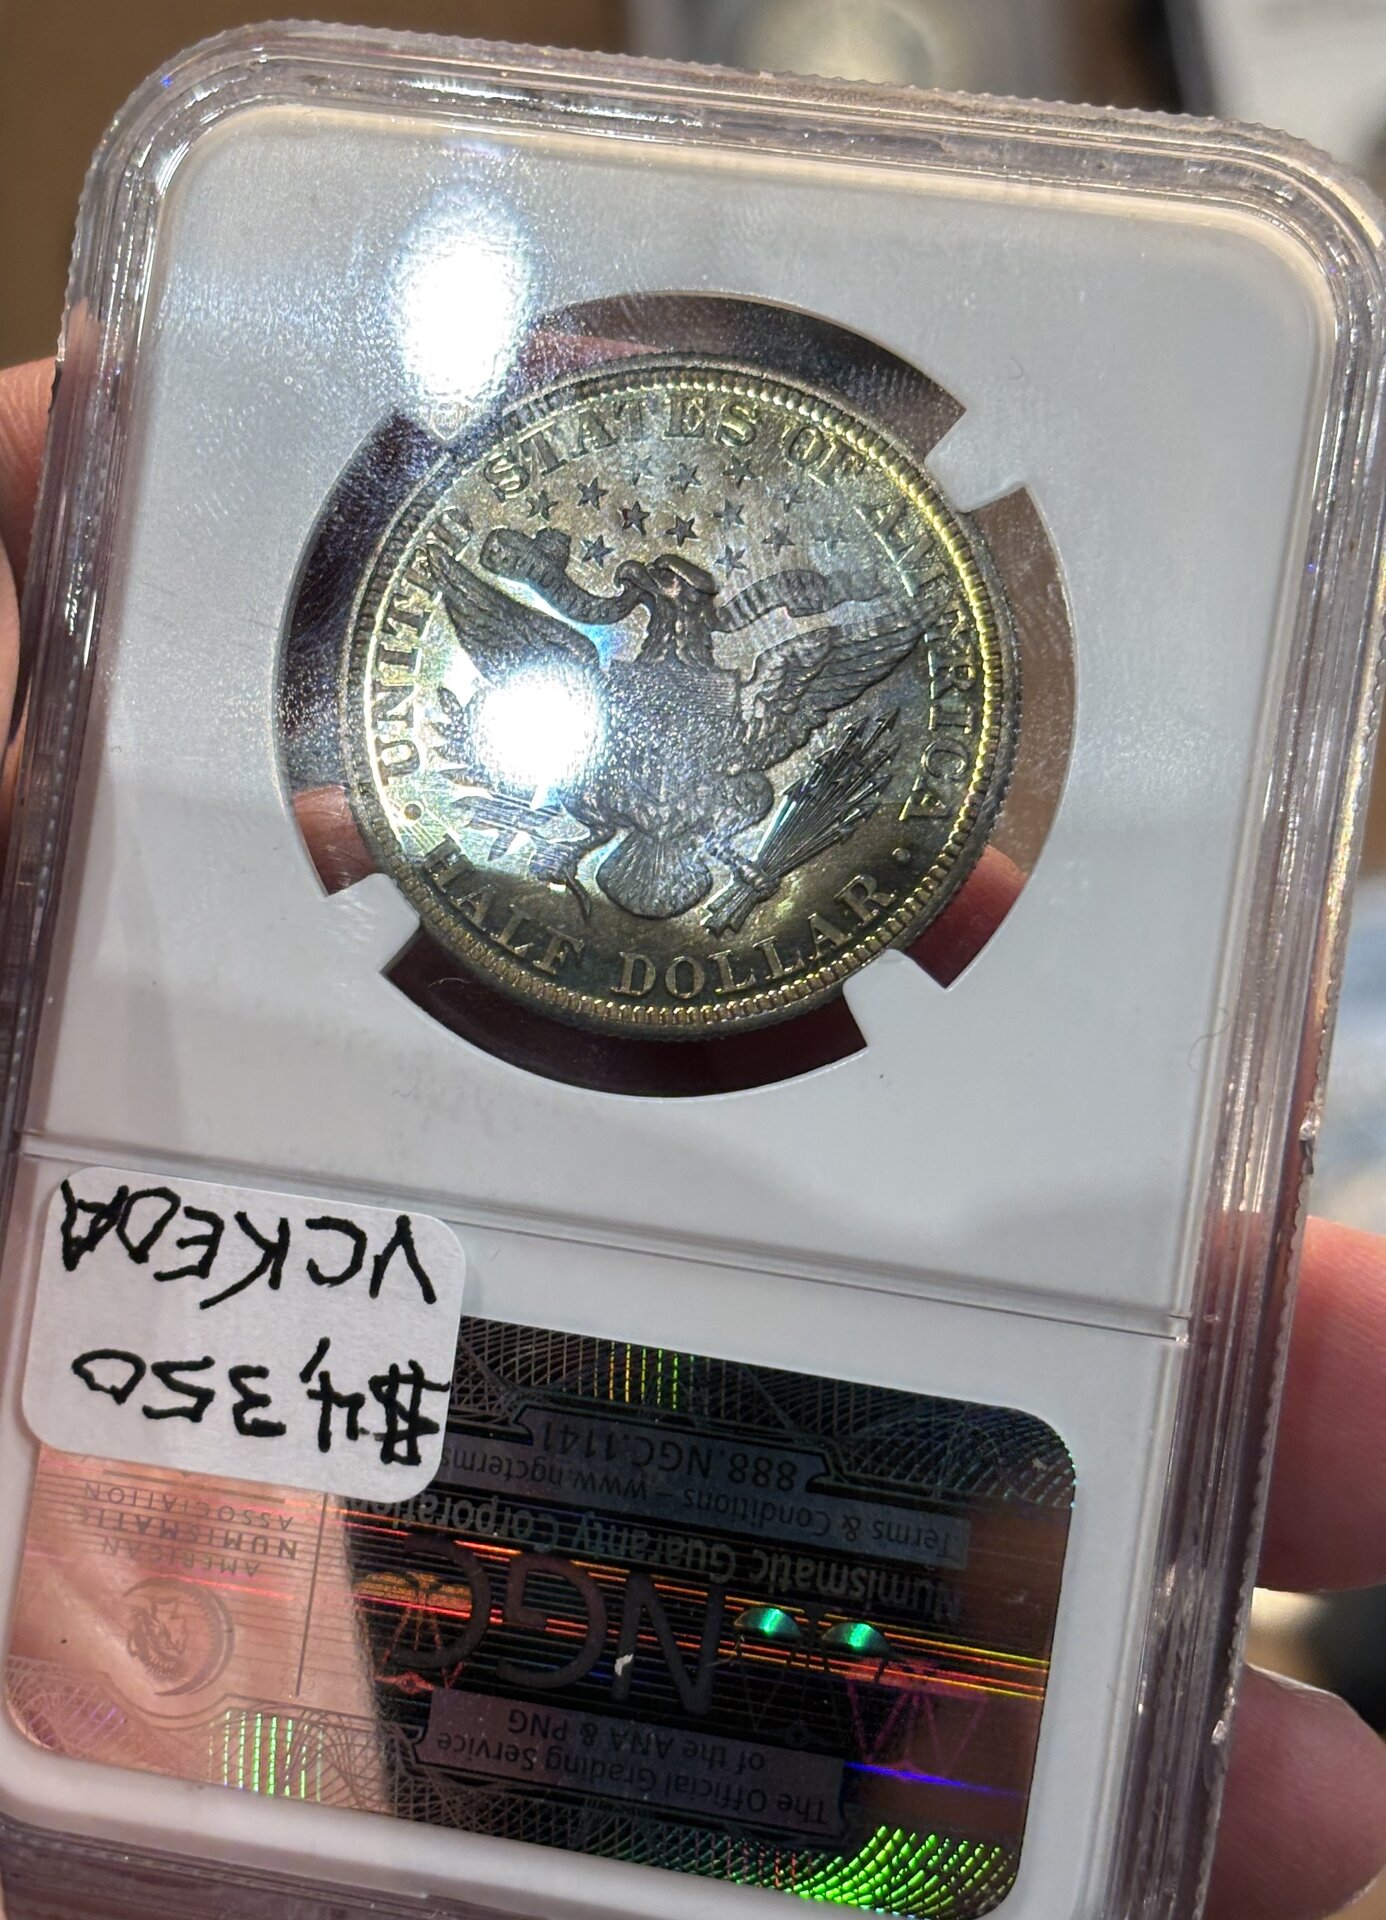 UNITED STATES OF AMERICA
HALF DOLLAR
VCKEDA
$4,350
The Official Grading Service
of the ANA & PNG
NGC
Numismatic Guaranty Corporation
Terms & Conditions – www.ngcterms
888.NGC.1141
AMERICAN
NUMISMATIC
ASSOCIATION